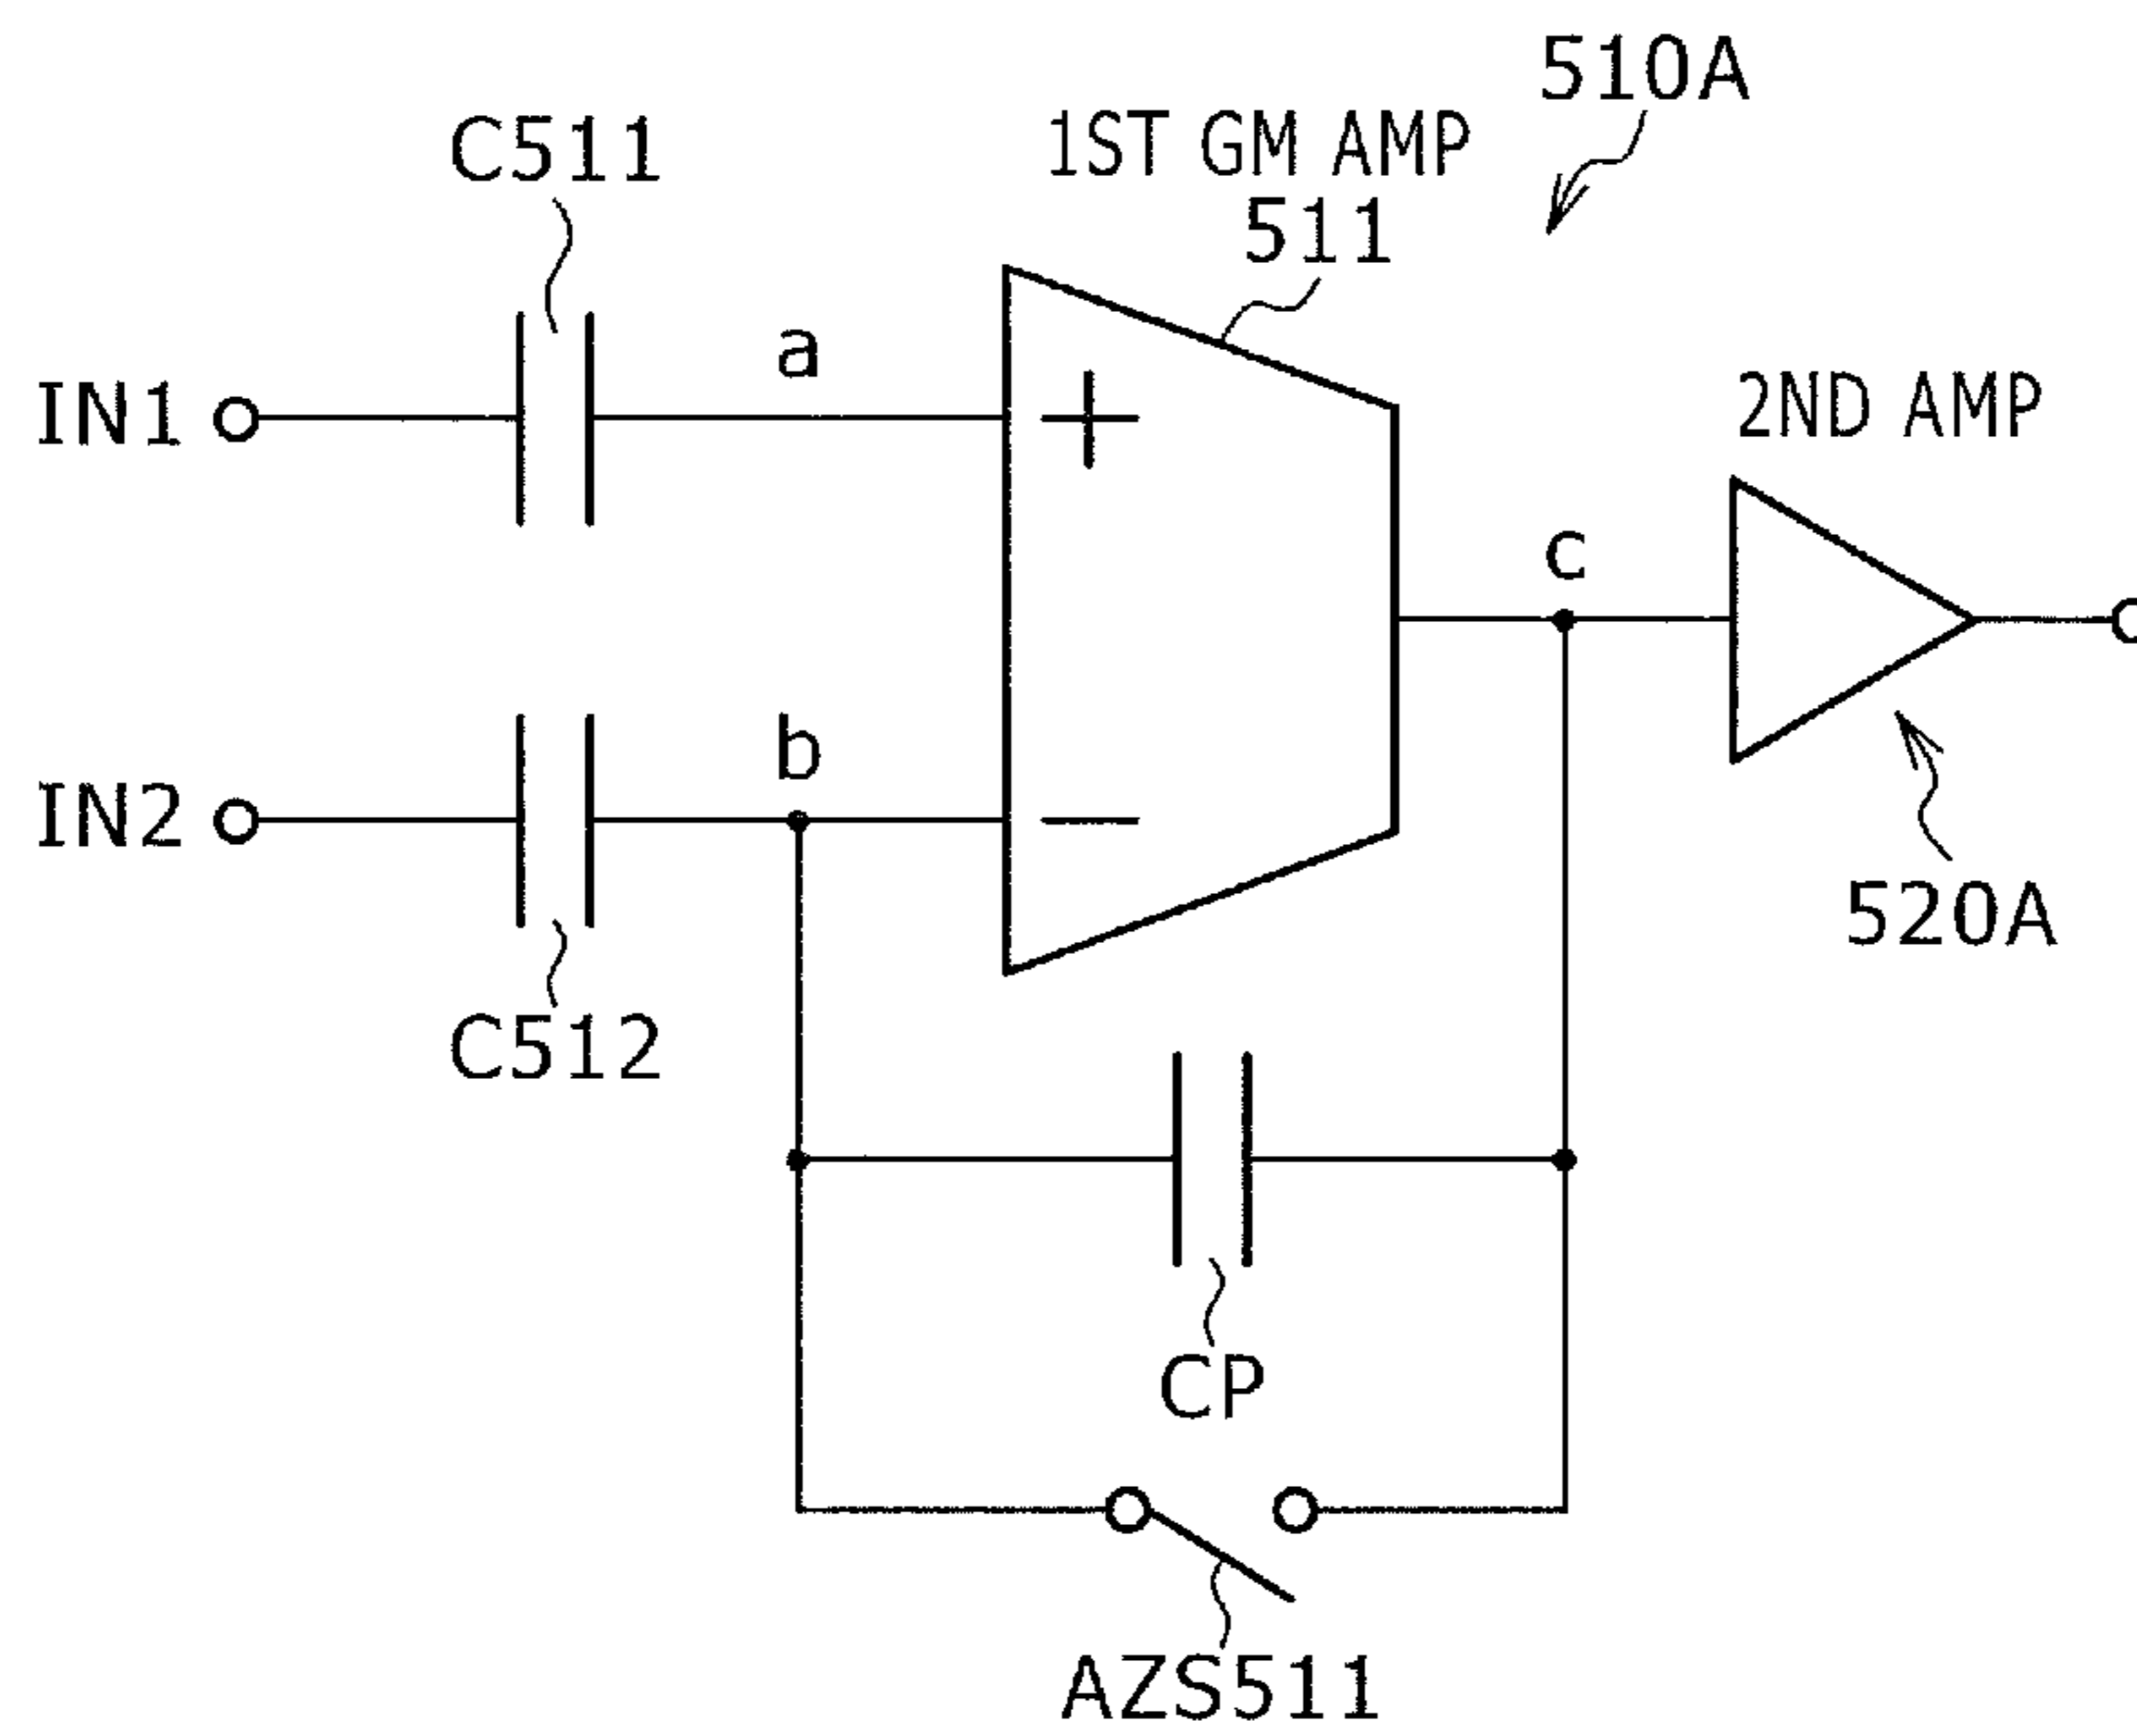 510A
1ST GM AMP
511
C511
a
IN1
+
2ND AMP
c
b
IN2
−
520A
C512
CP
AZS511